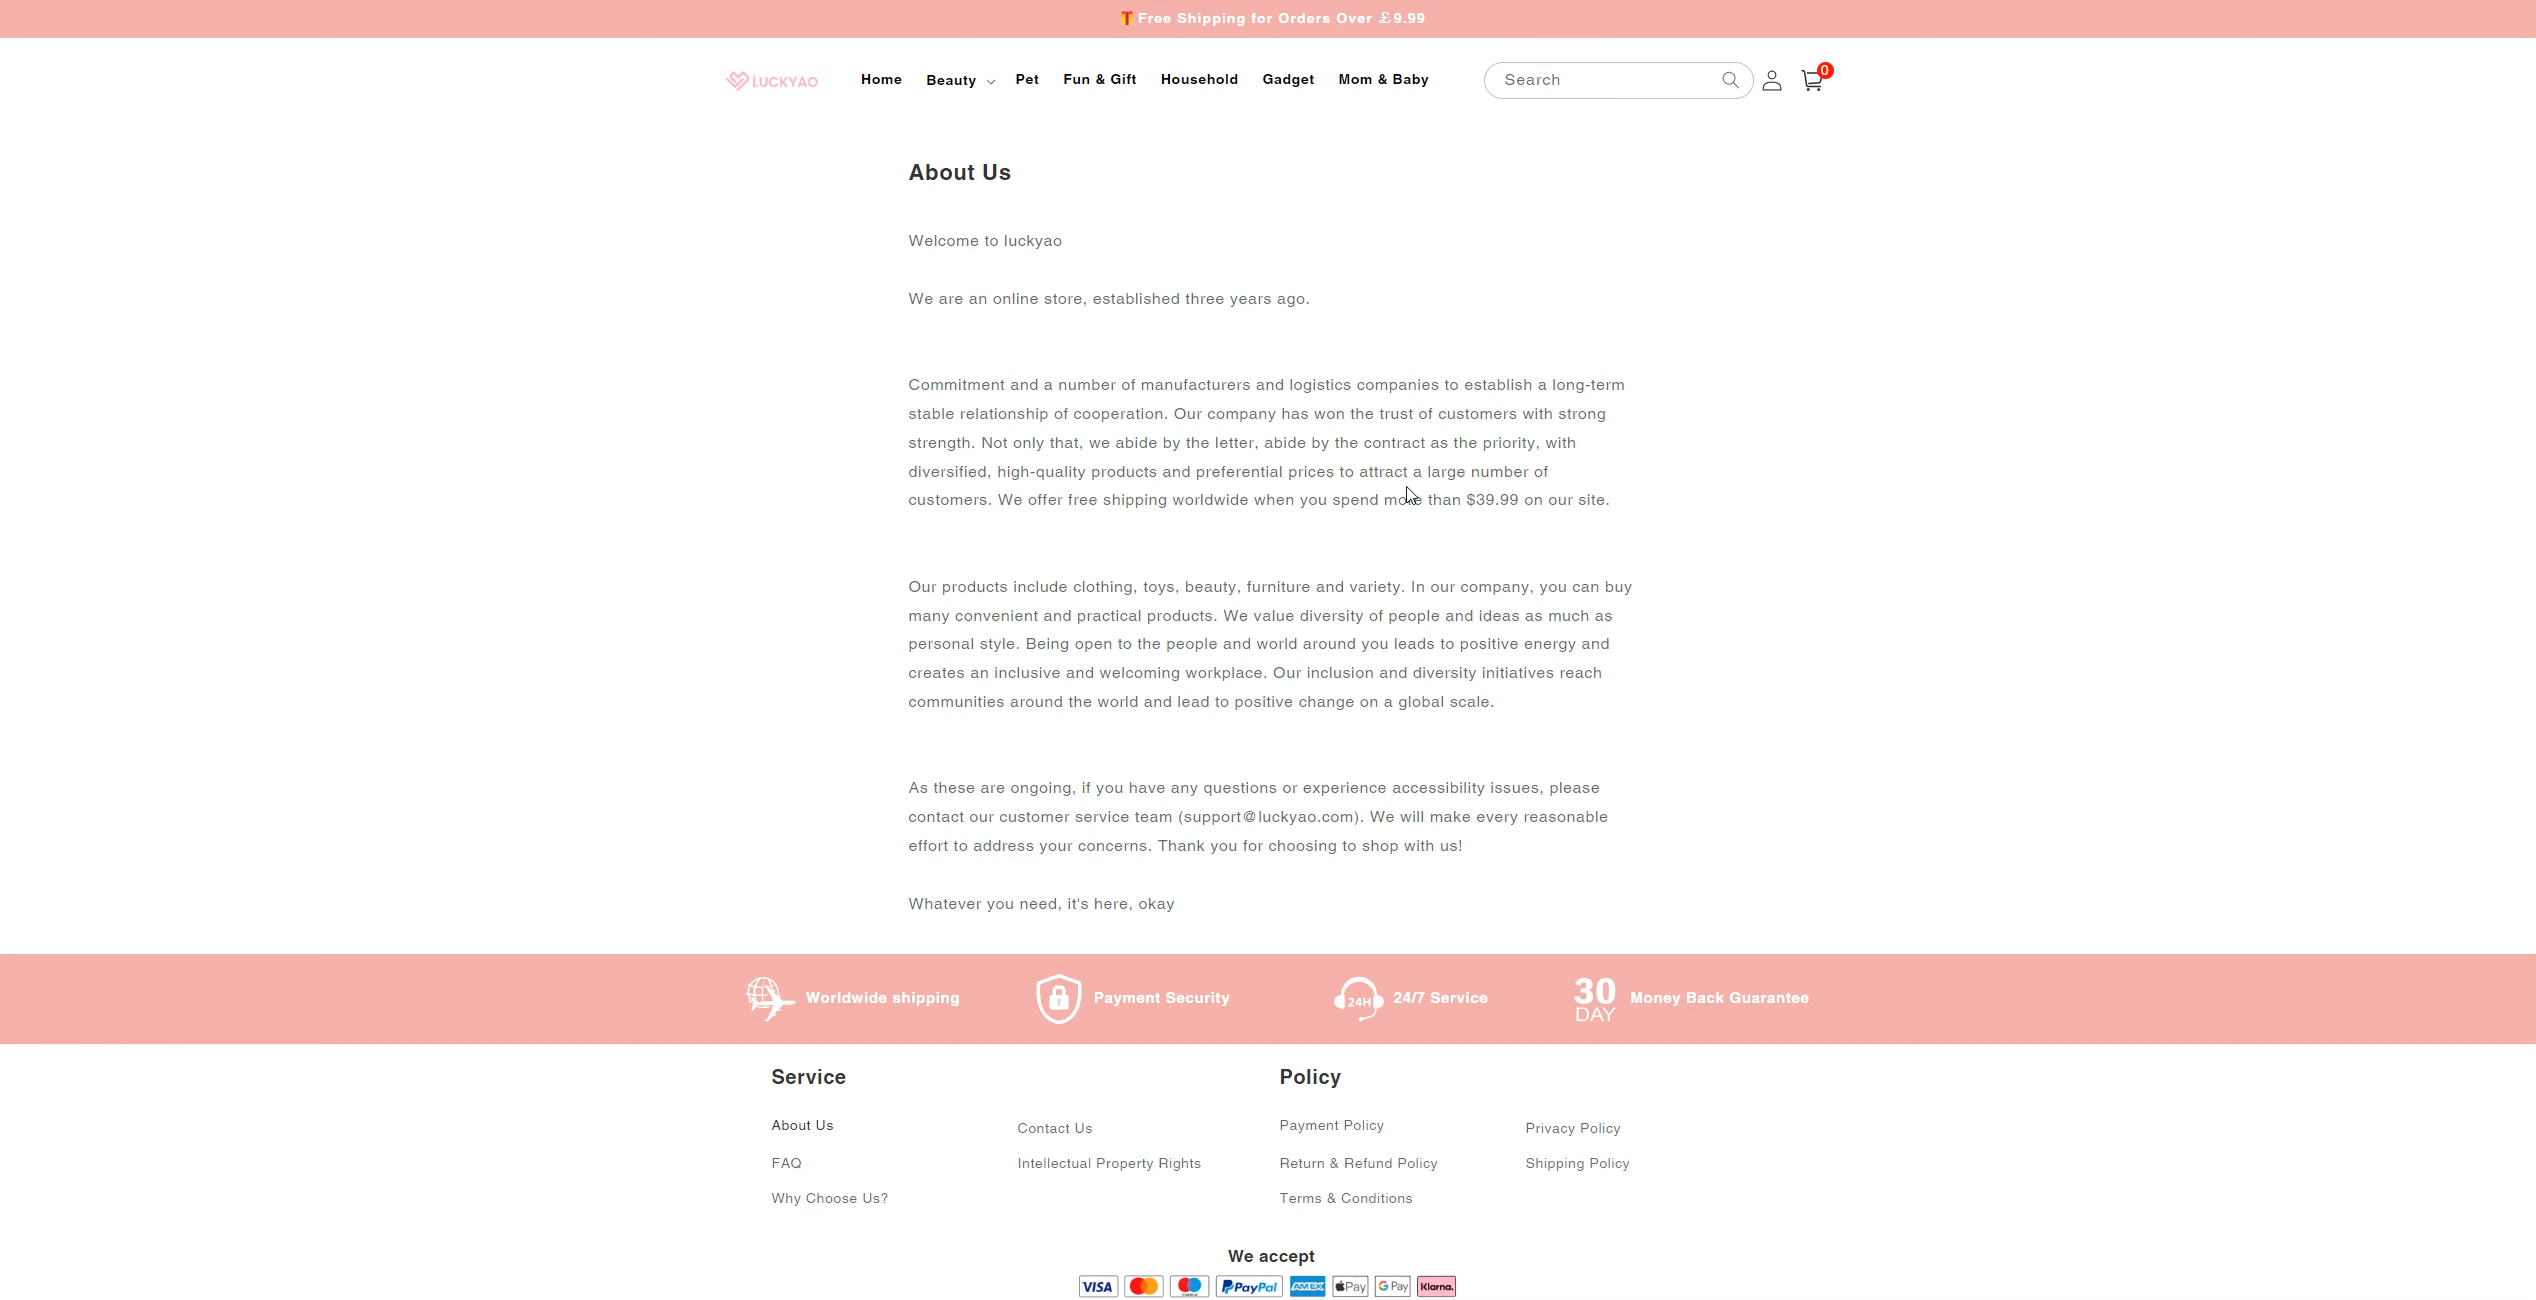 🎁Free Shipping for Orders Over £9.99
LUCKYAO
Home Beauty Pet Fun & Gift Household Gadget Mom & Baby
Search
0
About Us
Welcome to luckyao
We are an online store, established three years ago.
Commitment and a number of manufacturers and logistics companies to establish a long-term
stable relationship of cooperation. Our company has won the trust of customers with strong
strength. Not only that, we abide by the letter, abide by the contract as the priority, with
diversified, high-quality products and preferential prices to attract a large number of
customers. We offer free shipping worldwide when you spend more than $39.99 on our site.
Our products include clothing, toys, beauty, furniture and variety. In our company, you can buy
many convenient and practical products. We value diversity of people and ideas as much as
personal style. Being open to the people and world around you leads to positive energy and
creates an inclusive and welcoming workplace. Our inclusion and diversity initiatives reach
communities around the world and lead to positive change on a global scale.
As these are ongoing, if you have any questions or experience accessibility issues, please
contact our customer service team (support@luckyao.com). We will make every reasonable
effort to address your concerns. Thank you for choosing to shop with us!
Whatever you need, it's here, okay
Worldwide shipping
Payment Security
24H 24/7 Service
30 DAY Money Back Guarantee
Service
About Us
Contact Us
FAQ
Intellectual Property Rights
Why Choose Us?
Policy
Payment Policy
Privacy Policy
Return & Refund Policy
Shipping Policy
Terms & Conditions
We accept
VISA PayPal AMEX Pay G Pay Klarna.